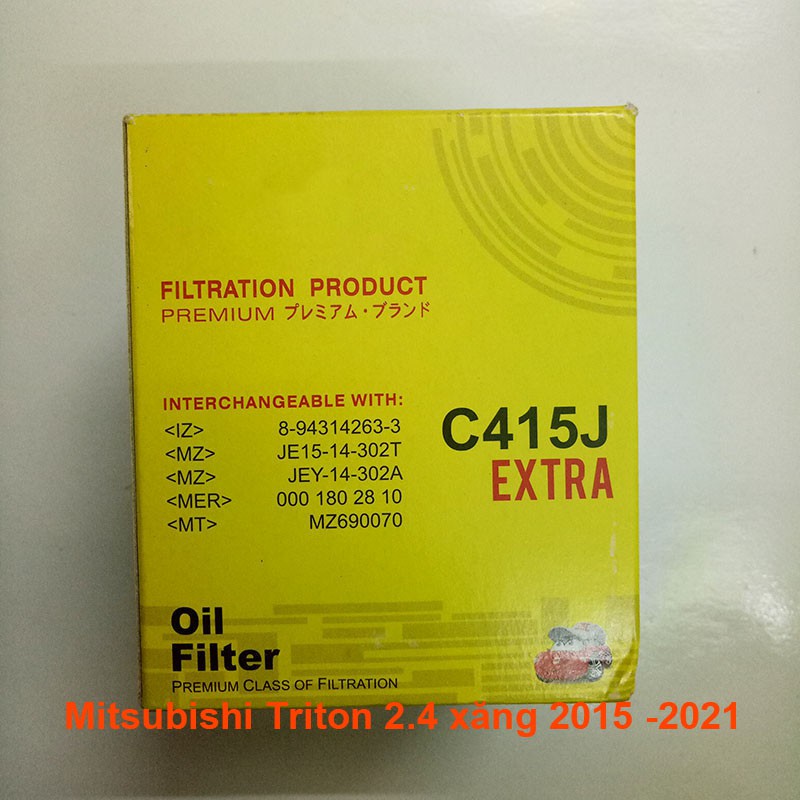 FILTRATION PRODUCT
PREMIUM プレミアム・ブランド
INTERCHANGEABLE WITH:
<IZ> 8-94314263-3
<MZ> JE15-14-302T
<MZ> JEY-14-302A
<MER> 000 180 28 10
<MT> MZ690070
C415J
EXTRA
Oil
Filter
PREMIUM CLASS OF FILTRATION
Mitsubishi Triton 2.4 xăng 2015 -2021